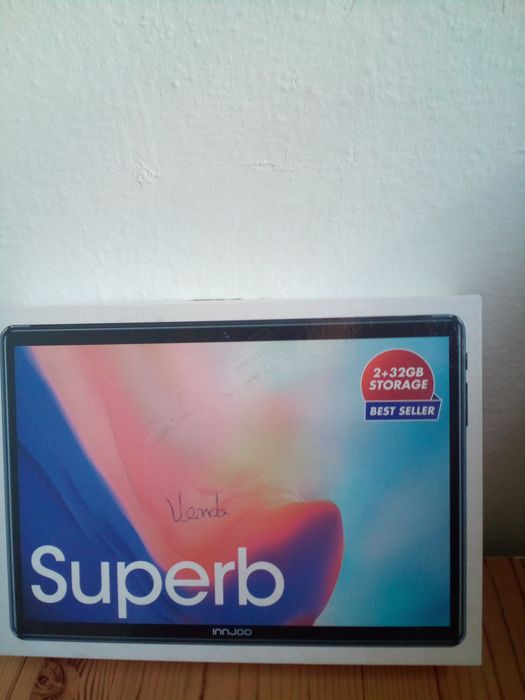 2+32GB
STORAGE
BEST SELLER
Venda
Superb
innJoo